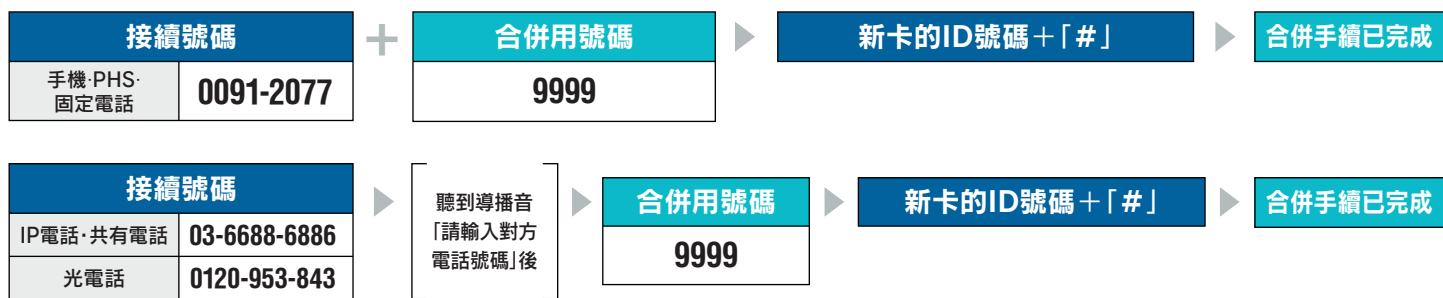 接續號碼
手機·PHS·
固定電話
0091-2077
＋
合併用號碼
9999
新卡的ID號碼＋「#」
合併手續已完成
接續號碼
IP電話·共有電話
03-6688-6886
光電話
0120-953-843
聽到導播音
「請輸入對方
電話號碼」後
合併用號碼
9999
新卡的ID號碼＋「#」
合併手續已完成